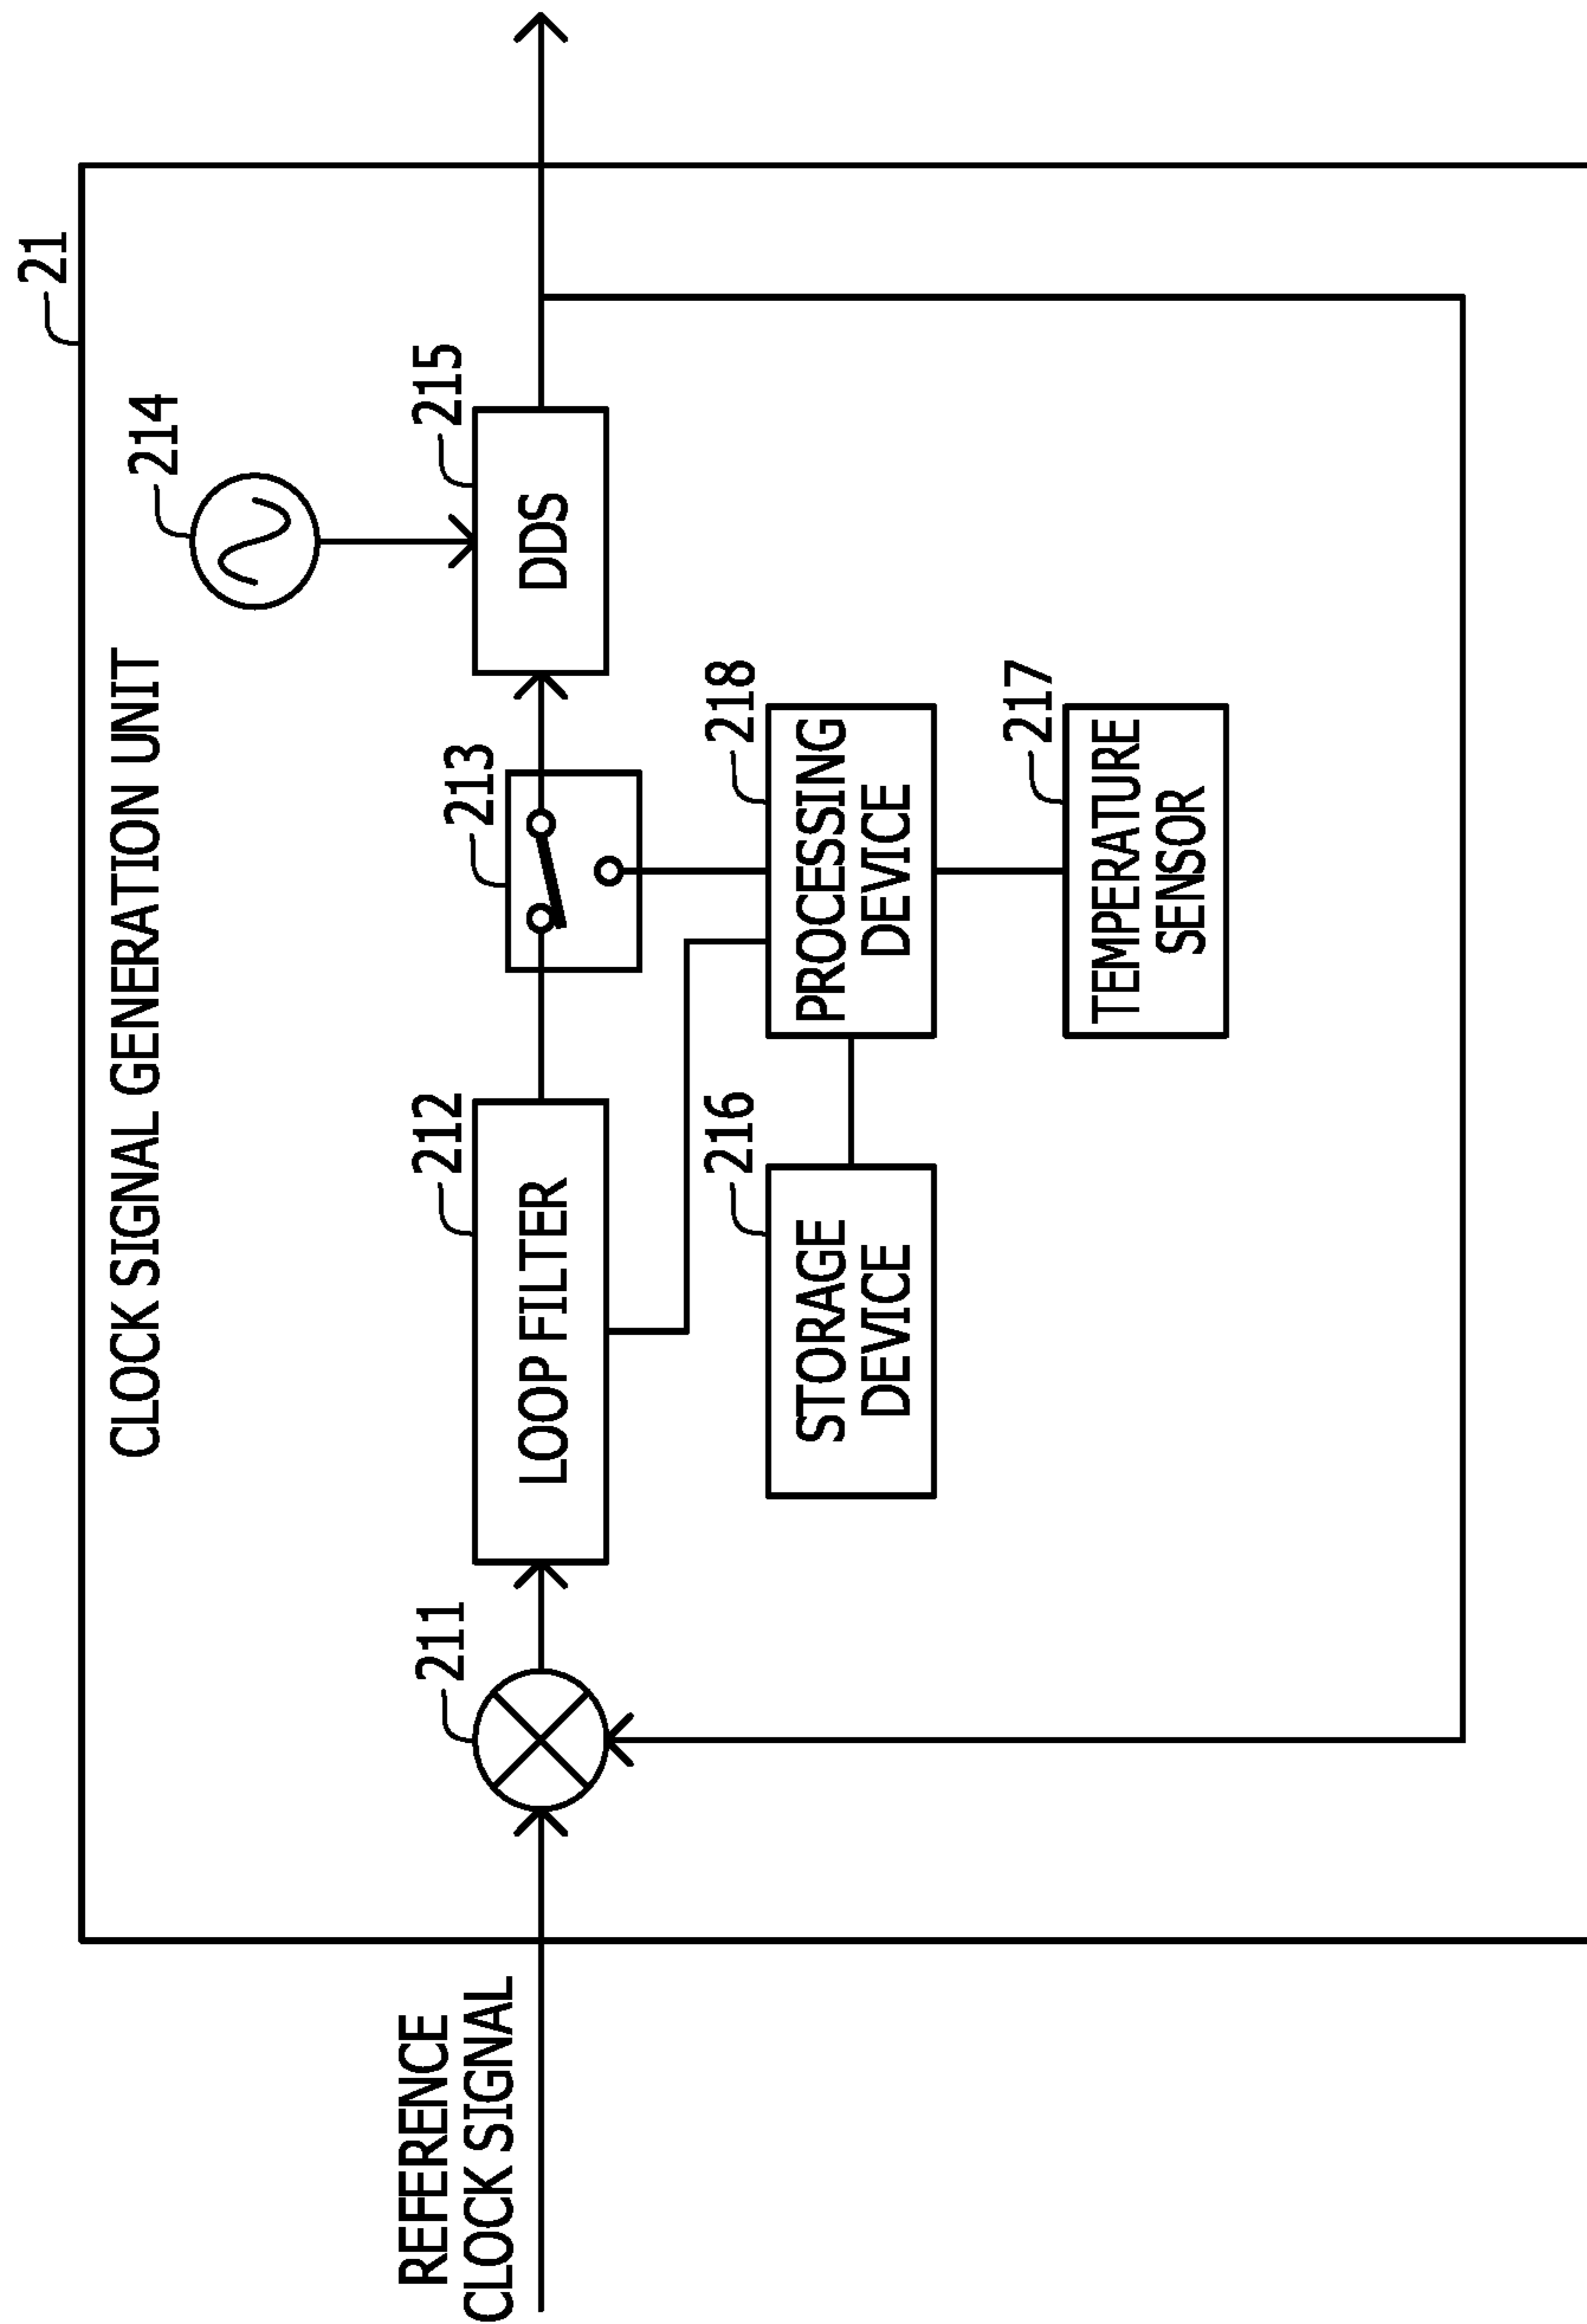 21
CLOCK SIGNAL GENERATION UNIT
214
REFERENCE
CLOCK SIGNAL
211
212
213
215
LOOP FILTER
DDS
216
218
STORAGE
DEVICE
PROCESSING
DEVICE
217
TEMPERATURE
SENSOR